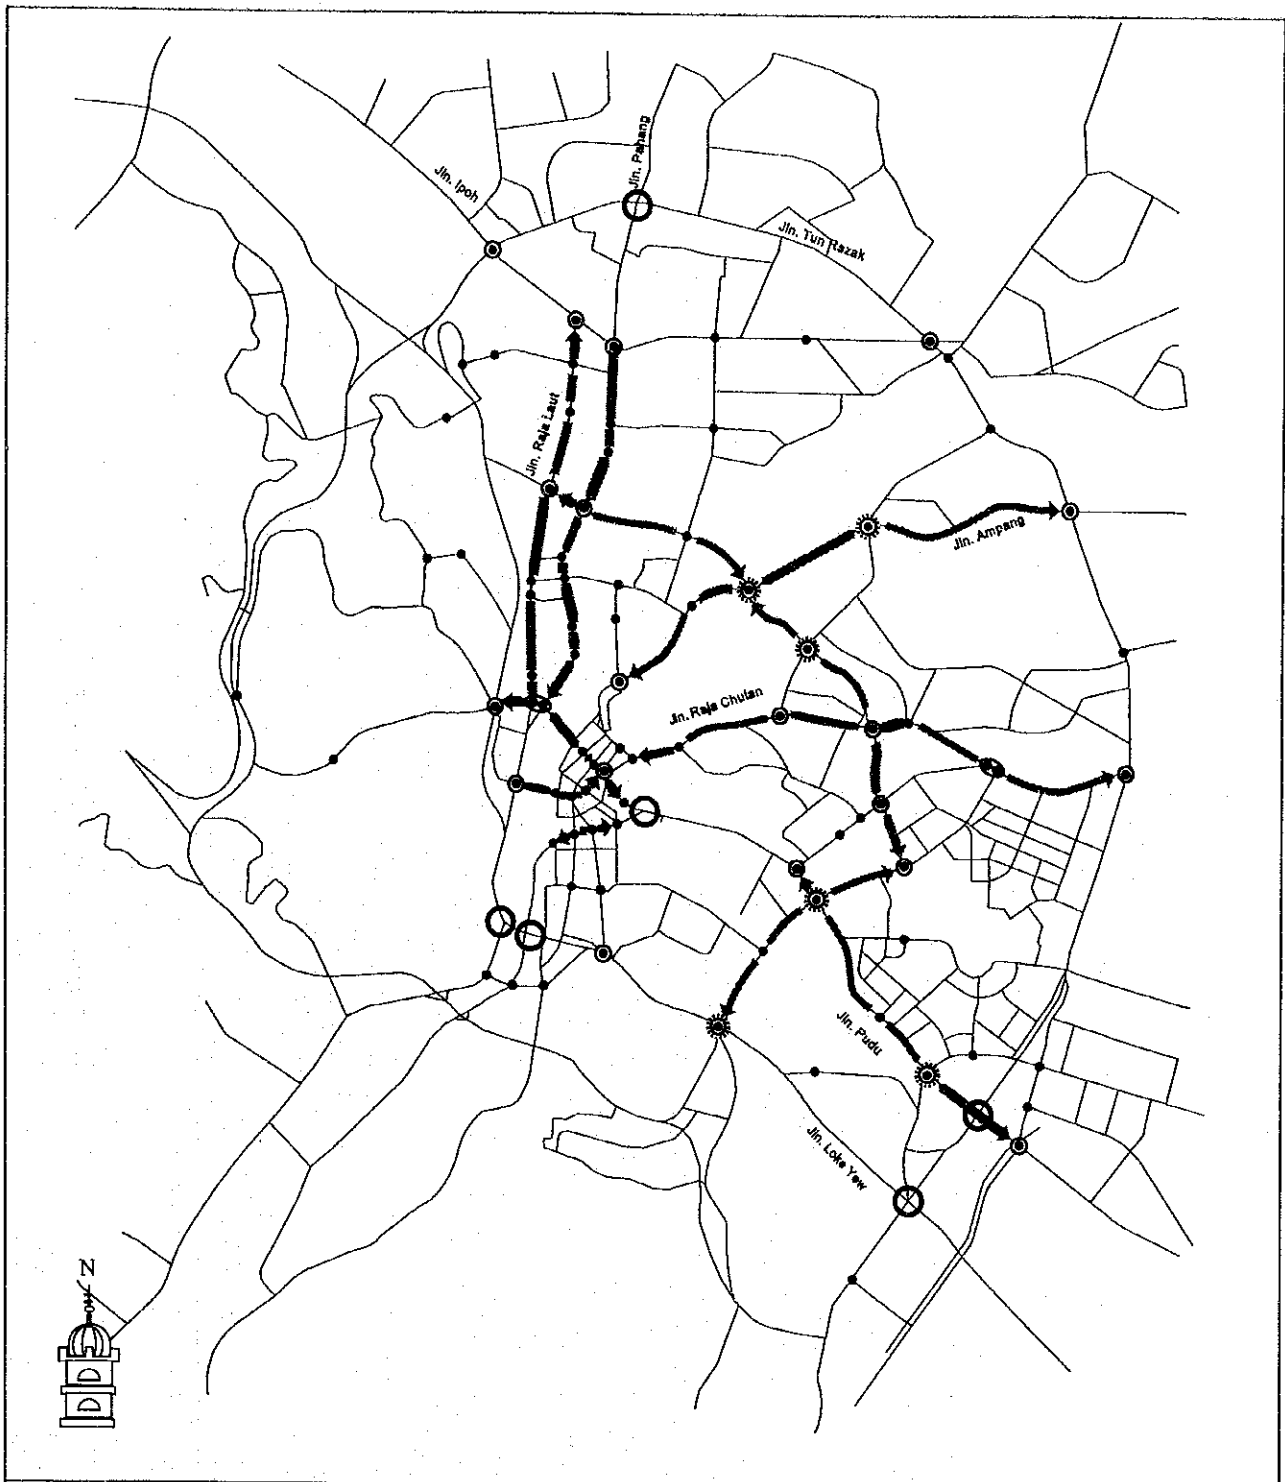 Jln. Pahang
Jln. Ipoh
Jln. Tun Razak
Jln. Raja Laut
Jln. Ampang
Jln. Raja Chulan
Jln. Pudu
Jln. Loke Yew
N